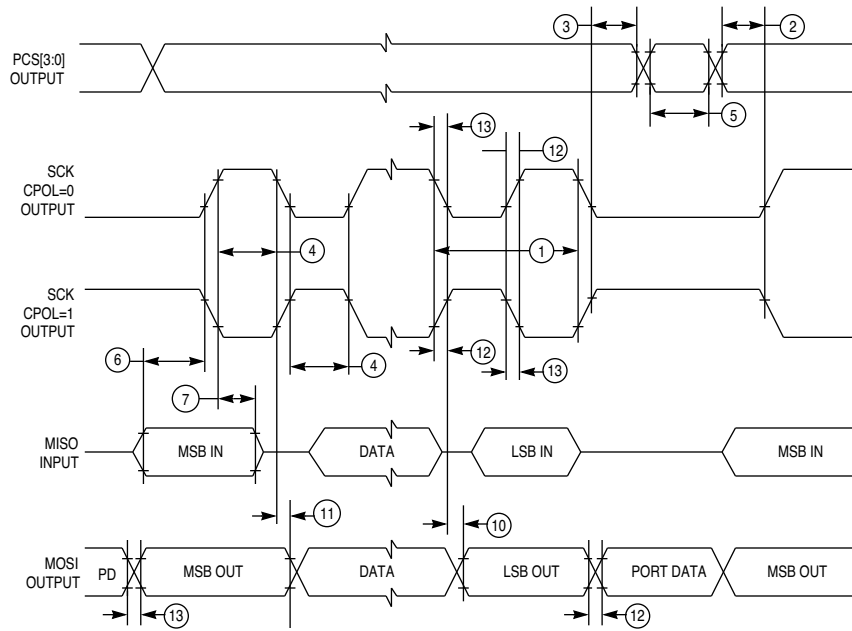 3
2
PCS[3:0]
OUTPUT
5
13
12
SCK
CPOL=0
OUTPUT
4
1
SCK
CPOL=1
OUTPUT
6
4
12
13
7
MISO
INPUT
MSB IN
DATA
LSB IN
MSB IN
11
10
MOSI
OUTPUT
PD
MSB OUT
DATA
LSB OUT
PORT DATA
MSB OUT
13
12